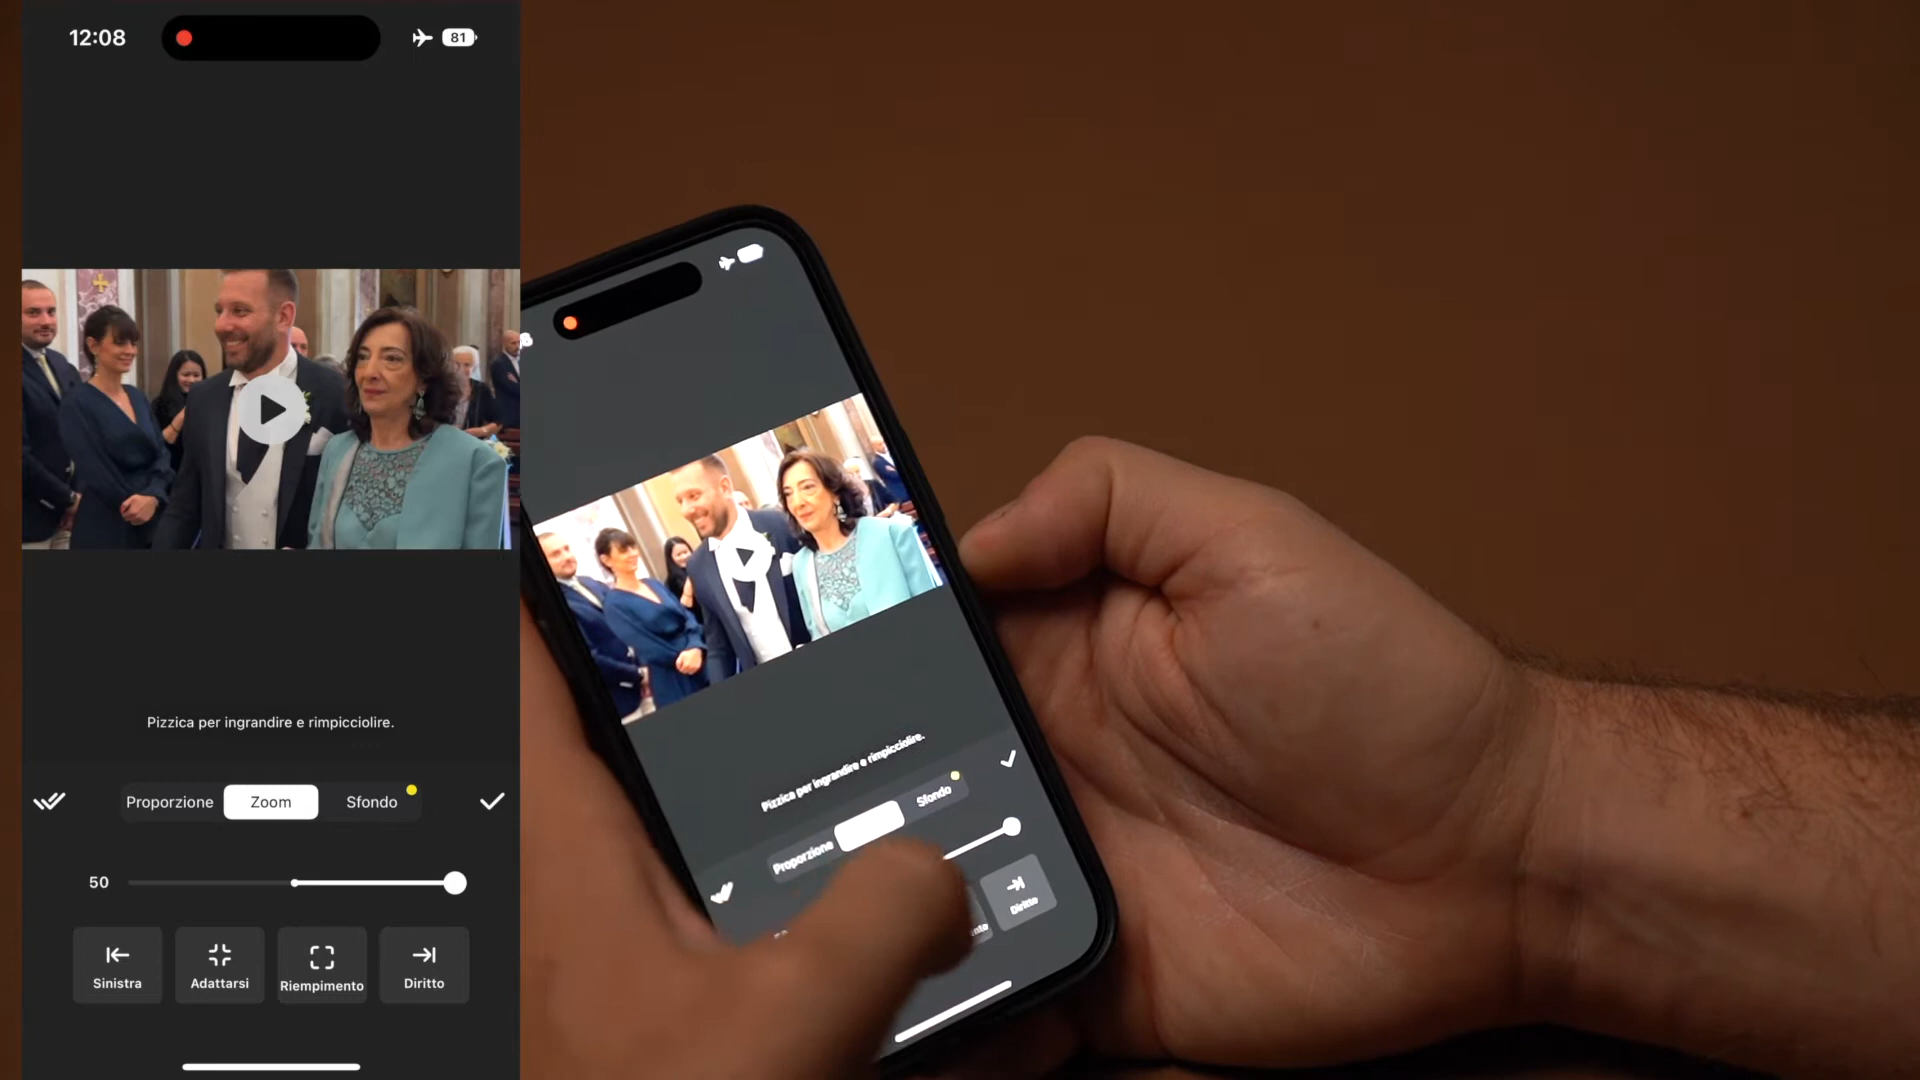 12:08
81
Pizzica per ingrandire e rimpicciolire.
Proporzione Zoom Sfondo
50
Sinistra Adattarsi Riempimento Diritto
Pizzica per ingrandire e rimpicciolire.
Proporzione
Sfondo
Diritto